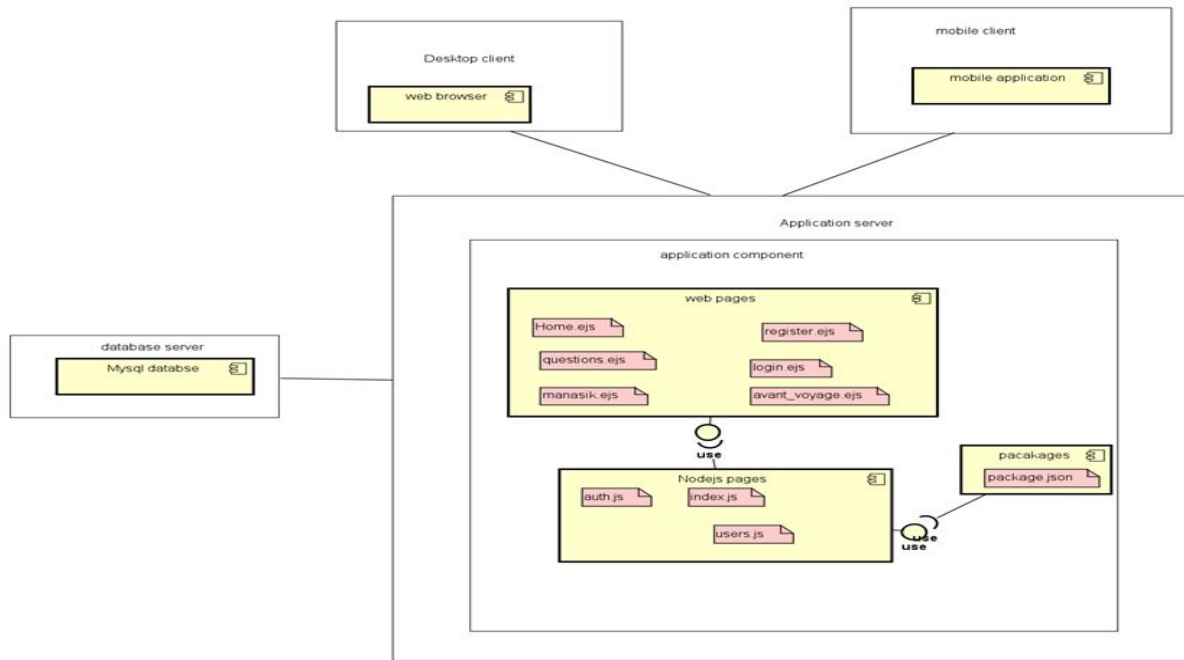 Desktop client
web browser
mobile client
mobile application
Application server
application component
web pages
Home.ejs
register.ejs
questions.ejs
login.ejs
manasik.ejs
avant_voyage.ejs
use
database server
Mysql databse
Nodejs pages
auth.js
index.js
users.js
pacakages
package.json
use
use